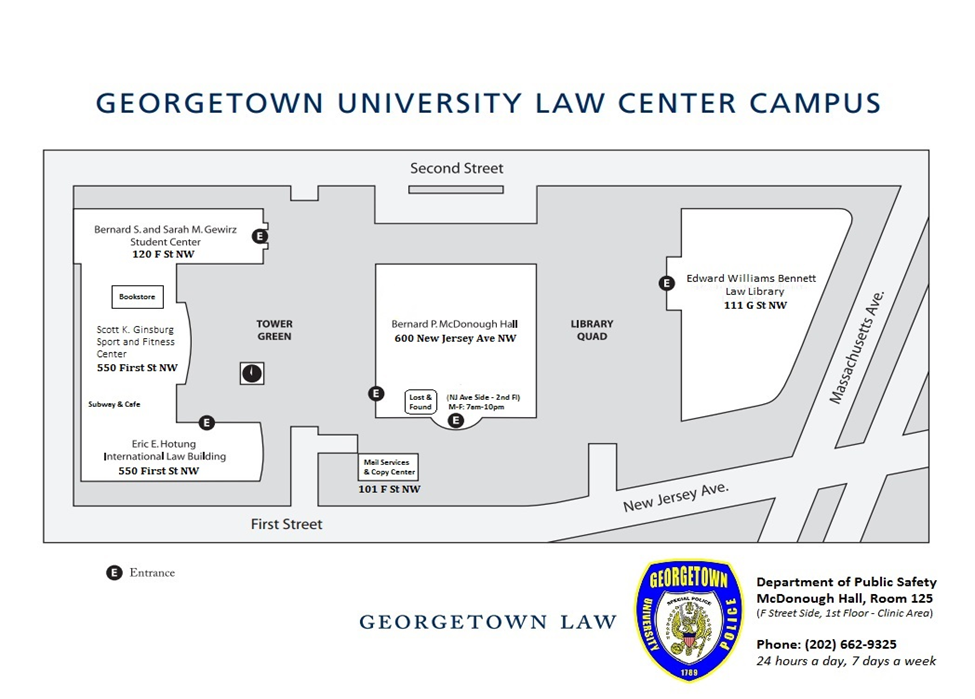 GEORGETOWN UNIVERSITY LAW CENTER CAMPUS
Second Street
Bernard S. and Sarah M. Gewirz
Student Center
120 F St NW
E
Bookstore
Scott K. Ginsburg
Sport and Fitness
Center
550 First St NW
Subway & Cafe
E
Eric E. Hotung
International Law Building
550 First St NW
TOWER
GREEN
Bernard P. McDonough Hall
600 New Jersey Ave NW
E
Lost &
Found
(NJ Ave Side - 2nd Fl)
M-F: 7am-10pm
E
Mail Services
& Copy Center
101 F St NW
LIBRARY
QUAD
E
Edward Williams Bennett
Law Library
111 G St NW
Massachusetts Ave.
New Jersey Ave.
First Street
E Entrance
GEORGETOWN LAW
GEORGETOWN
UNIVERSITY
POLICE
SPECIAL POLICE
1789
Department of Public Safety
McDonough Hall, Room 125
(F Street Side, 1st Floor - Clinic Area)
Phone: (202) 662-9325
24 hours a day, 7 days a week